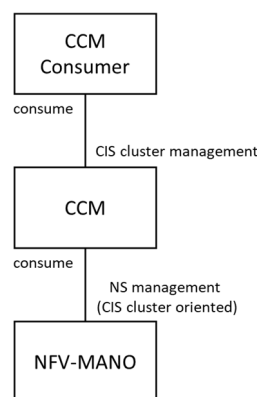 CCM
Consumer
consume
CIS cluster management
CCM
consume
NS management
(CIS cluster oriented)
NFV-MANO